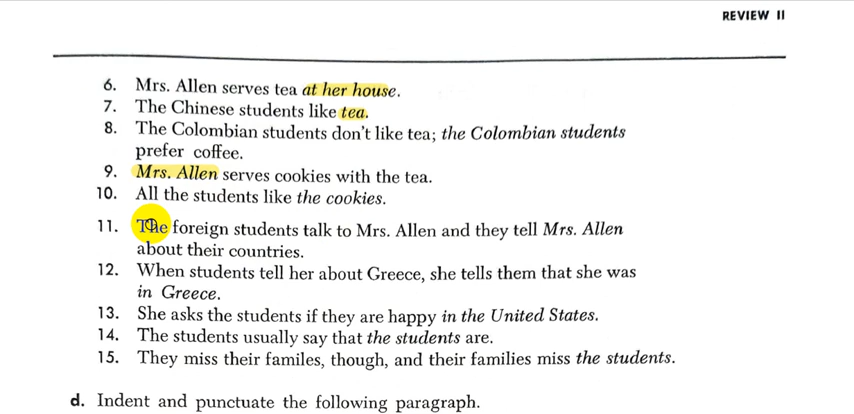 REVIEW II
6. Mrs. Allen serves tea at her house.
7. The Chinese students like tea.
8. The Colombian students don't like tea; the Colombian students
prefer coffee.
9. Mrs. Allen serves cookies with the tea.
10. All the students like the cookies.
11. The foreign students talk to Mrs. Allen and they tell Mrs. Allen
about their countries.
12. When students tell her about Greece, she tells them that she was
in Greece.
13. She asks the students if they are happy in the United States.
14. The students usually say that the students are.
15. They miss their familes, though, and their families miss the students.
d. Indent and punctuate the following paragraph.